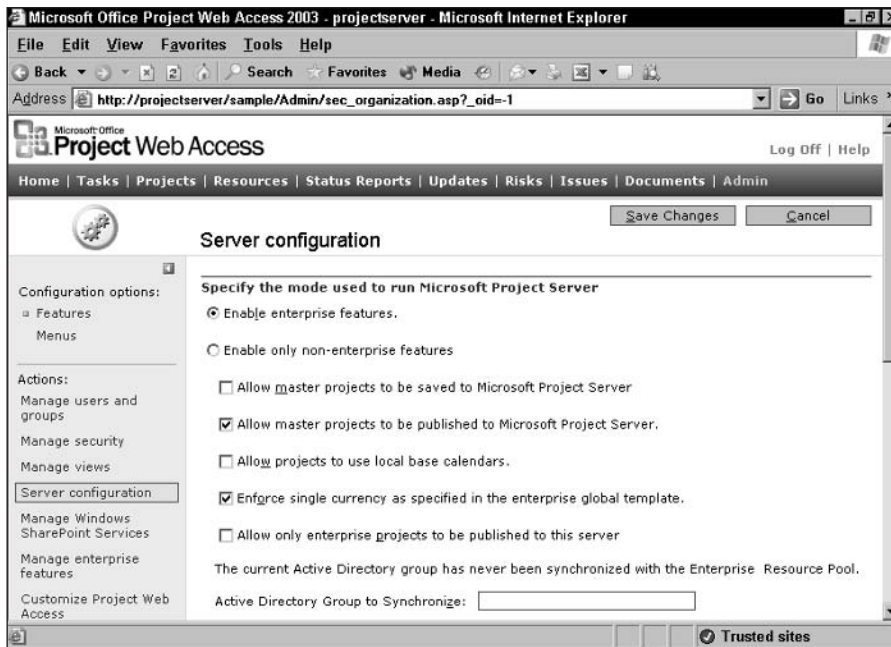 Microsoft Office Project Web Access 2003 - projectserver - Microsoft Internet Explorer
File Edit View Favorites Tools Help
Back Search Favorites Media
Address http://projectserver/sample/Admin/sec_organization.asp?_oid=-1 Go Links
Microsoft Office
Project Web Access
Log Off | Help
Home | Tasks | Projects | Resources | Status Reports | Updates | Risks | Issues | Documents | Admin
Save Changes Cancel
Server configuration
Configuration options:
Features
Menus
Actions:
Manage users and
groups
Manage security
Manage views
Server configuration
Manage Windows
SharePoint Services
Manage enterprise
features
Customize Project Web
Access
Specify the mode used to run Microsoft Project Server
Enable enterprise features.
Enable only non-enterprise features
Allow master projects to be saved to Microsoft Project Server
Allow master projects to be published to Microsoft Project Server.
Allow projects to use local base calendars.
Enforce single currency as specified in the enterprise global template.
Allow only enterprise projects to be published to this server
The current Active Directory group has never been synchronized with the Enterprise Resource Pool.
Active Directory Group to Synchronize:
Trusted sites